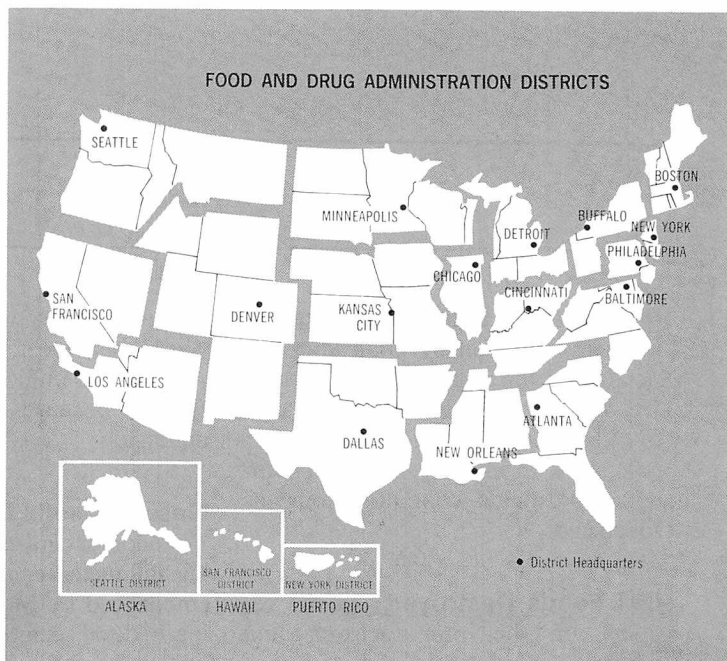 FOOD AND DRUG ADMINISTRATION DISTRICTS
SEATTLE
BOSTON
MINNEAPOLIS
BUFFALO
NEW YORK
DETROIT
PHILADELPHIA
CHICAGO
CINCINNATI
BALTIMORE
SAN
FRANCISCO
DENVER
KANSAS
CITY
LOS ANGELES
ATLANTA
DALLAS
NEW ORLEANS
District Headquarters
SEATTLE DISTRICT
SAN FRANCISCO
DISTRICT
NEW YORK DISTRICT
ALASKA
HAWAII
PUERTO RICO